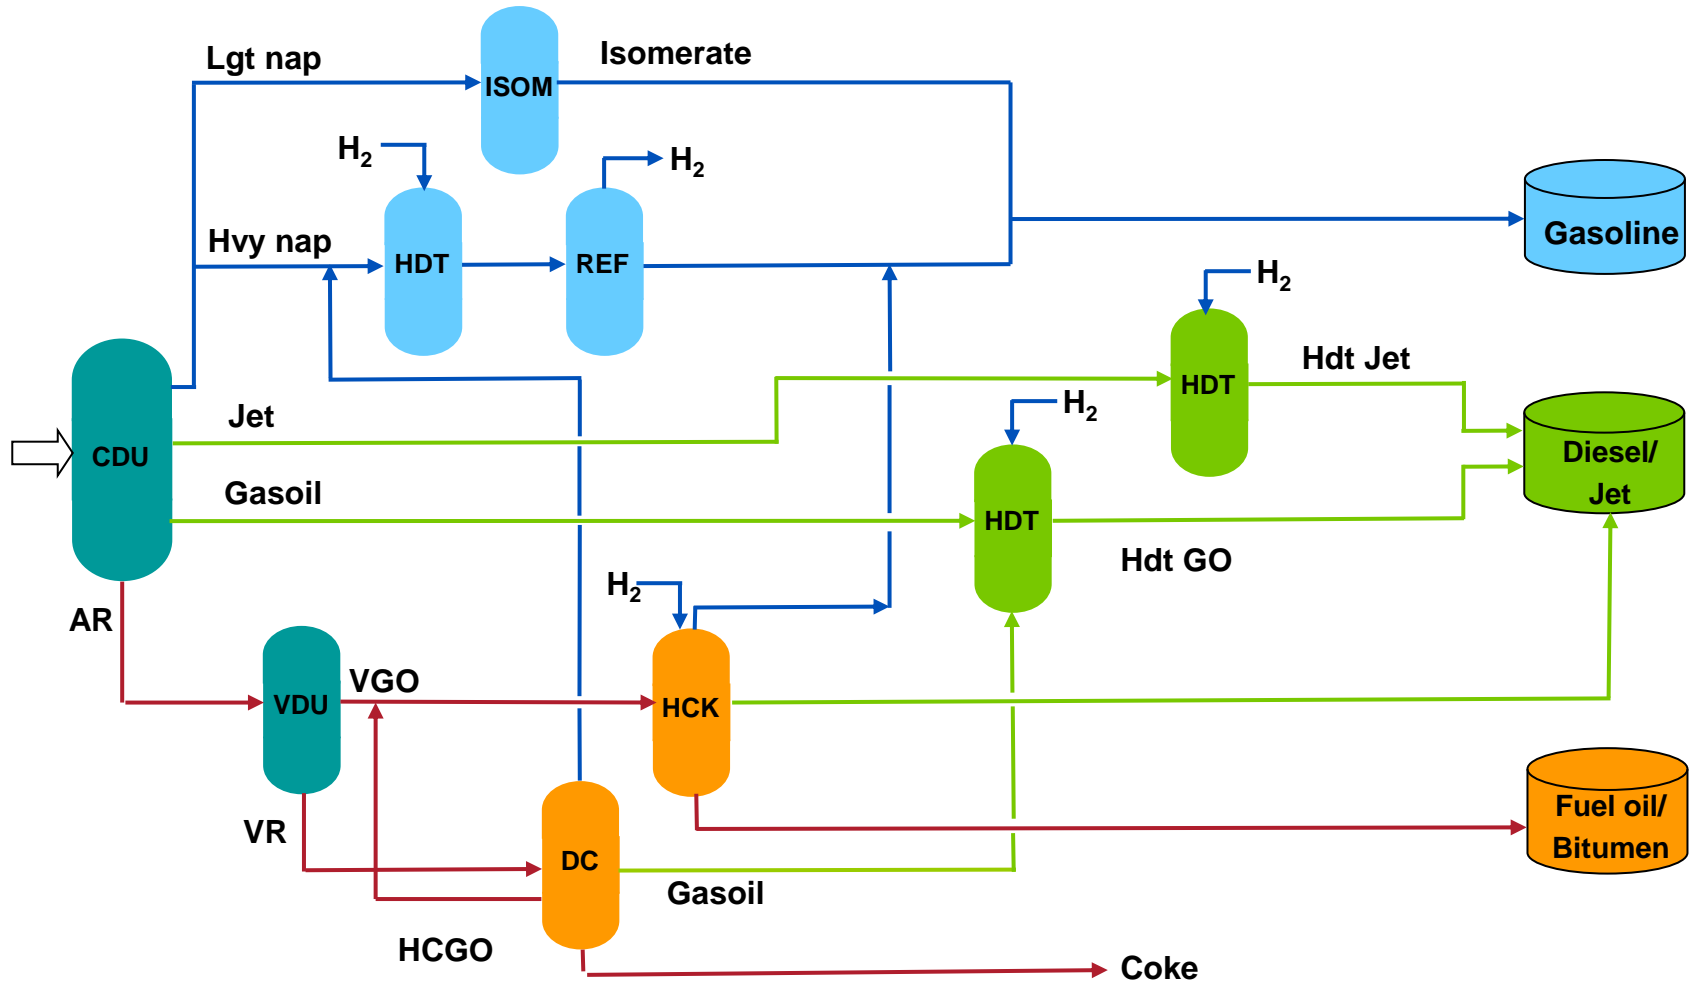 Lgt nap
ISOM
Isomerate
H2
H2
Hvy nap
HDT
REF
Gasoline
H2
HDT
Hdt Jet
Jet
CDU
H2
Diesel/
Jet
Gasoil
HDT
Hdt GO
AR
H2
VGO
VDU
HCK
Fuel oil/
Bitumen
VR
DC
Gasoil
HCGO
Coke